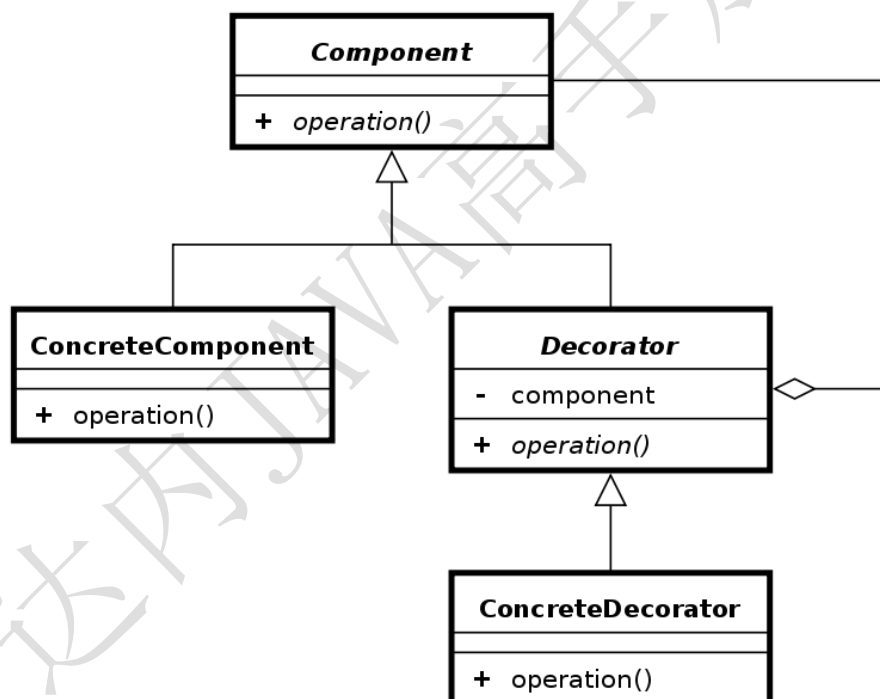 Component
+ operation()
ConcreteComponent
+ operation()
Decorator
- component
+ operation()
ConcreteDecorator
+ operation()
达内JAVA高手